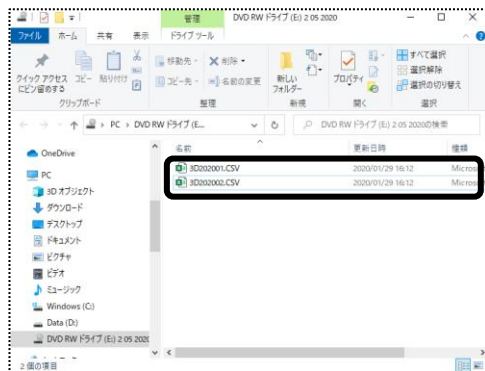 管理 DVD RW ドライブ (E:) 2 05 2020
ファイル ホーム 共有 表示 ドライブ ツール
クイック アクセス にピン留めする
コピー 貼り付け
移動先 コピー先
削除 名前の変更
新しい フォルダー
プロパティ
すべて選択
選択解除
選択の切り替え
クリップボード 整理 新規 開く 選択
PC › DVD RW ドライブ (E... DVD RW ドライブ (E:) 2 05 2020の検索
名前 更新日時 種類
OneDrive
3D202001.CSV 2020/01/29 16:12 Micros
PC
3D202002.CSV 2020/01/29 16:12 Micros
3D オブジェクト
ダウンロード
デスクトップ
ドキュメント
ピクチャ
ビデオ
ミュージック
Windows (C:)
Data (D:)
DVD RW ドライブ (E:) 2 05 2020
2 個の項目